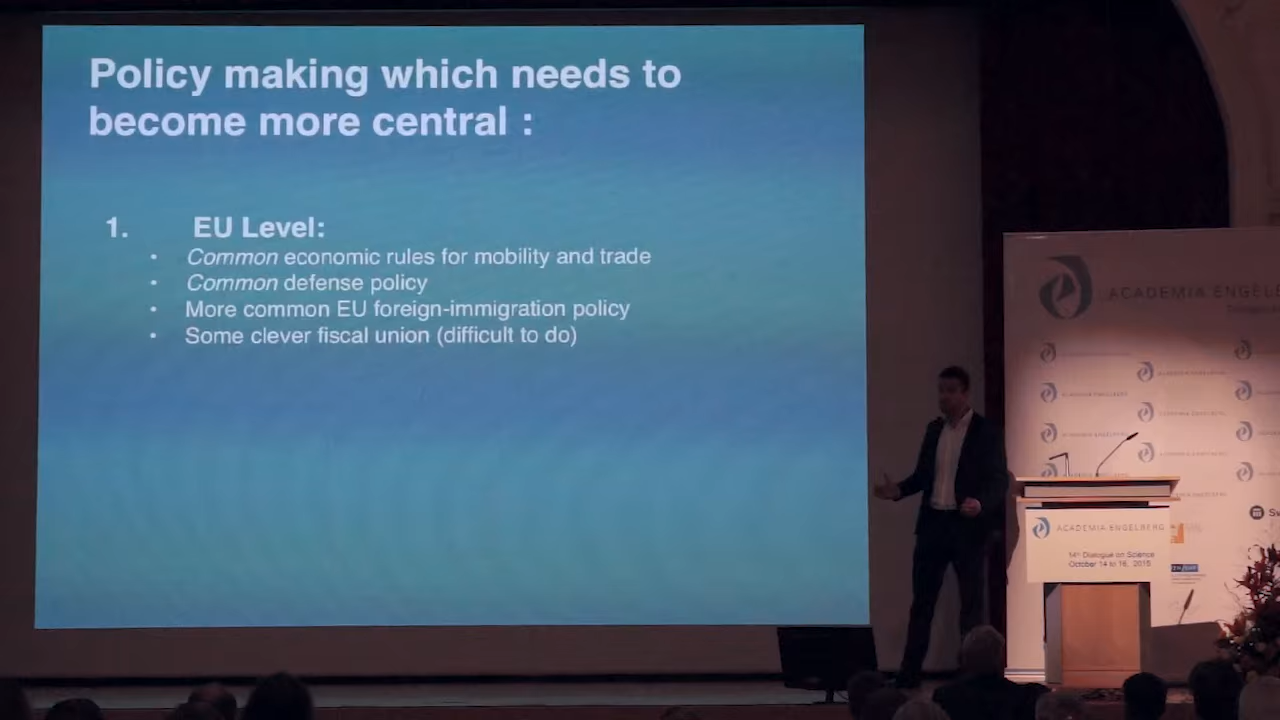 Policy making which needs to
become more central :
1. EU Level:
• Common economic rules for mobility and trade
• Common defense policy
• More common EU foreign-immigration policy
• Some clever fiscal union (difficult to do)
ACADEMIA ENGELB
ACADEMIA ENGELBERG
14th Dialogue on Science
October 14 to 16, 2015